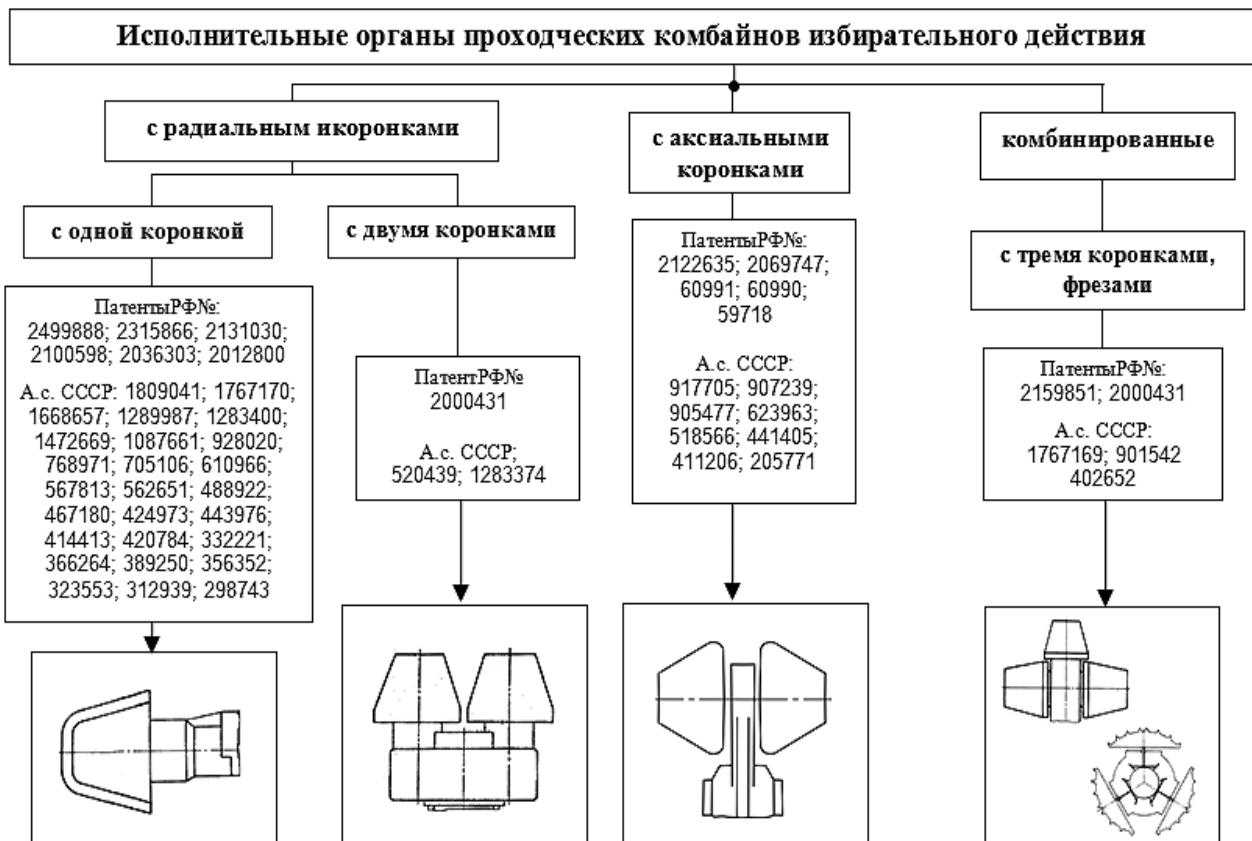 Исполнительные органы проходческих комбайнов избирательного действия
с радиальным икоронками
с одной коронкой
ПатентыРФ№:
2499888; 2315866; 2131030;
2100598; 2036303; 2012800
А.с. СССР: 1809041; 1767170;
1668657; 1289987; 1283400;
1472669; 1087661; 928020;
768971; 705106; 610966;
567813; 562651; 488922;
467180; 424973; 443976;
414413; 420784; 332221;
366264; 389250; 356352;
323553; 312939; 298743
с двумя коронками
ПатентРФ№
2000431
А.с. СССР;
520439; 1283374
с аксиальными
коронками
ПатентыРФ№:
2122635; 2069747;
60991; 60990;
59718
А.с. СССР:
917705; 907239;
905477; 623963;
518566; 441405;
411206; 205771
комбинированные
с тремя коронками,
фрезами
ПатентыРФ№:
2159851; 2000431
А.с. СССР:
1767169; 901542
402652